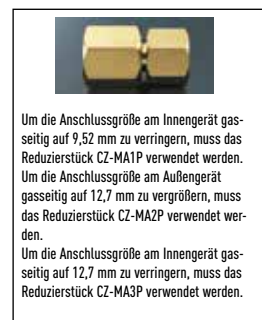 Um die Anschlussgröße am Innengerät gas-
seitig auf 9,52 mm zu verringern, muss das
Reduzierstück CZ-MA1P verwendet werden.
Um die Anschlussgröße am Außengerät
gasseitig auf 12,7 mm zu vergrößern, muss
das Reduzierstück CZ-MA2P verwendet wer-
den.
Um die Anschlussgröße am Innengerät gas-
seitig auf 12,7 mm zu verringern, muss das
Reduzierstück CZ-MA3P verwendet werden.